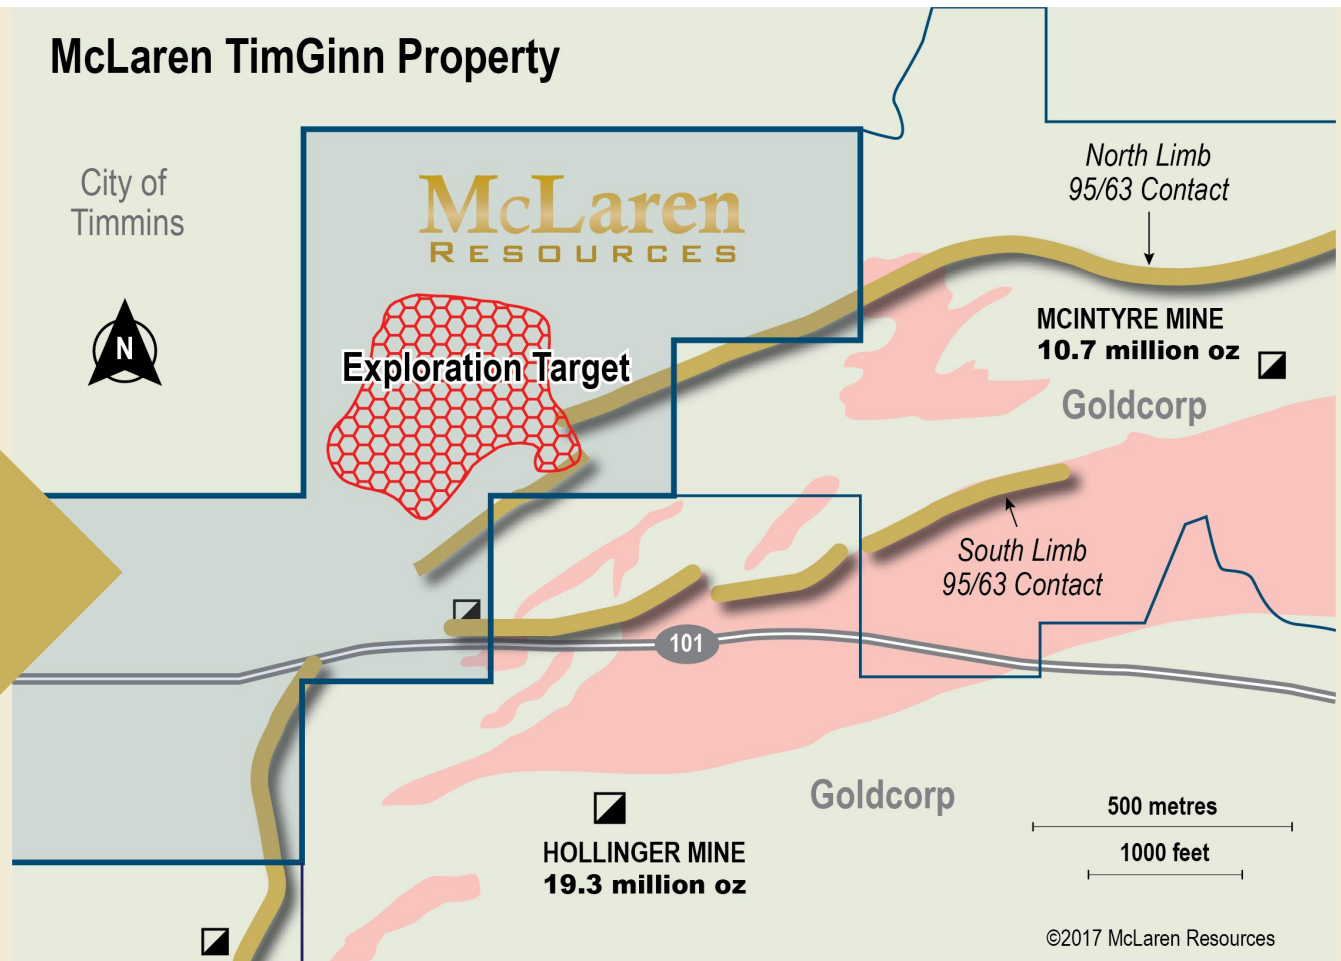 McLaren TimGinn Property
City of
Timmins
McLaren
RESOURCES
North Limb
95/63 Contact
N
Exploration Target
MCINTYRE MINE
10.7 million oz
Goldcorp
South Limb
95/63 Contact
101
Goldcorp
HOLLINGER MINE
19.3 million oz
500 metres
1000 feet
©2017 McLaren Resources